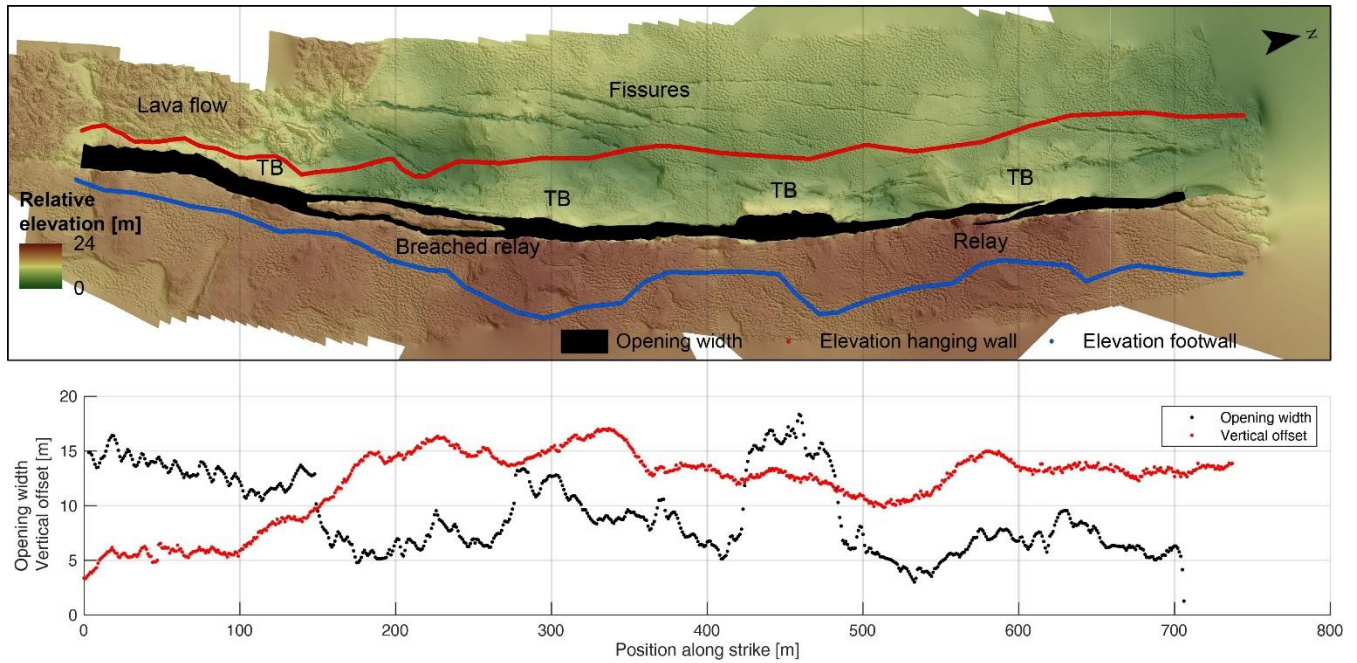 N
Lava flow
Fissures
TB
TB
TB
TB
Relative
elevation [m]
24
0
Breached relay
Relay
Opening width
Elevation hanging wall
Elevation footwall
20
15
10
5
0
Opening width [m]
Vertical offset [m]
Opening width
Vertical offset
0
100
200
300
400
500
600
700
800
Position along strike [m]